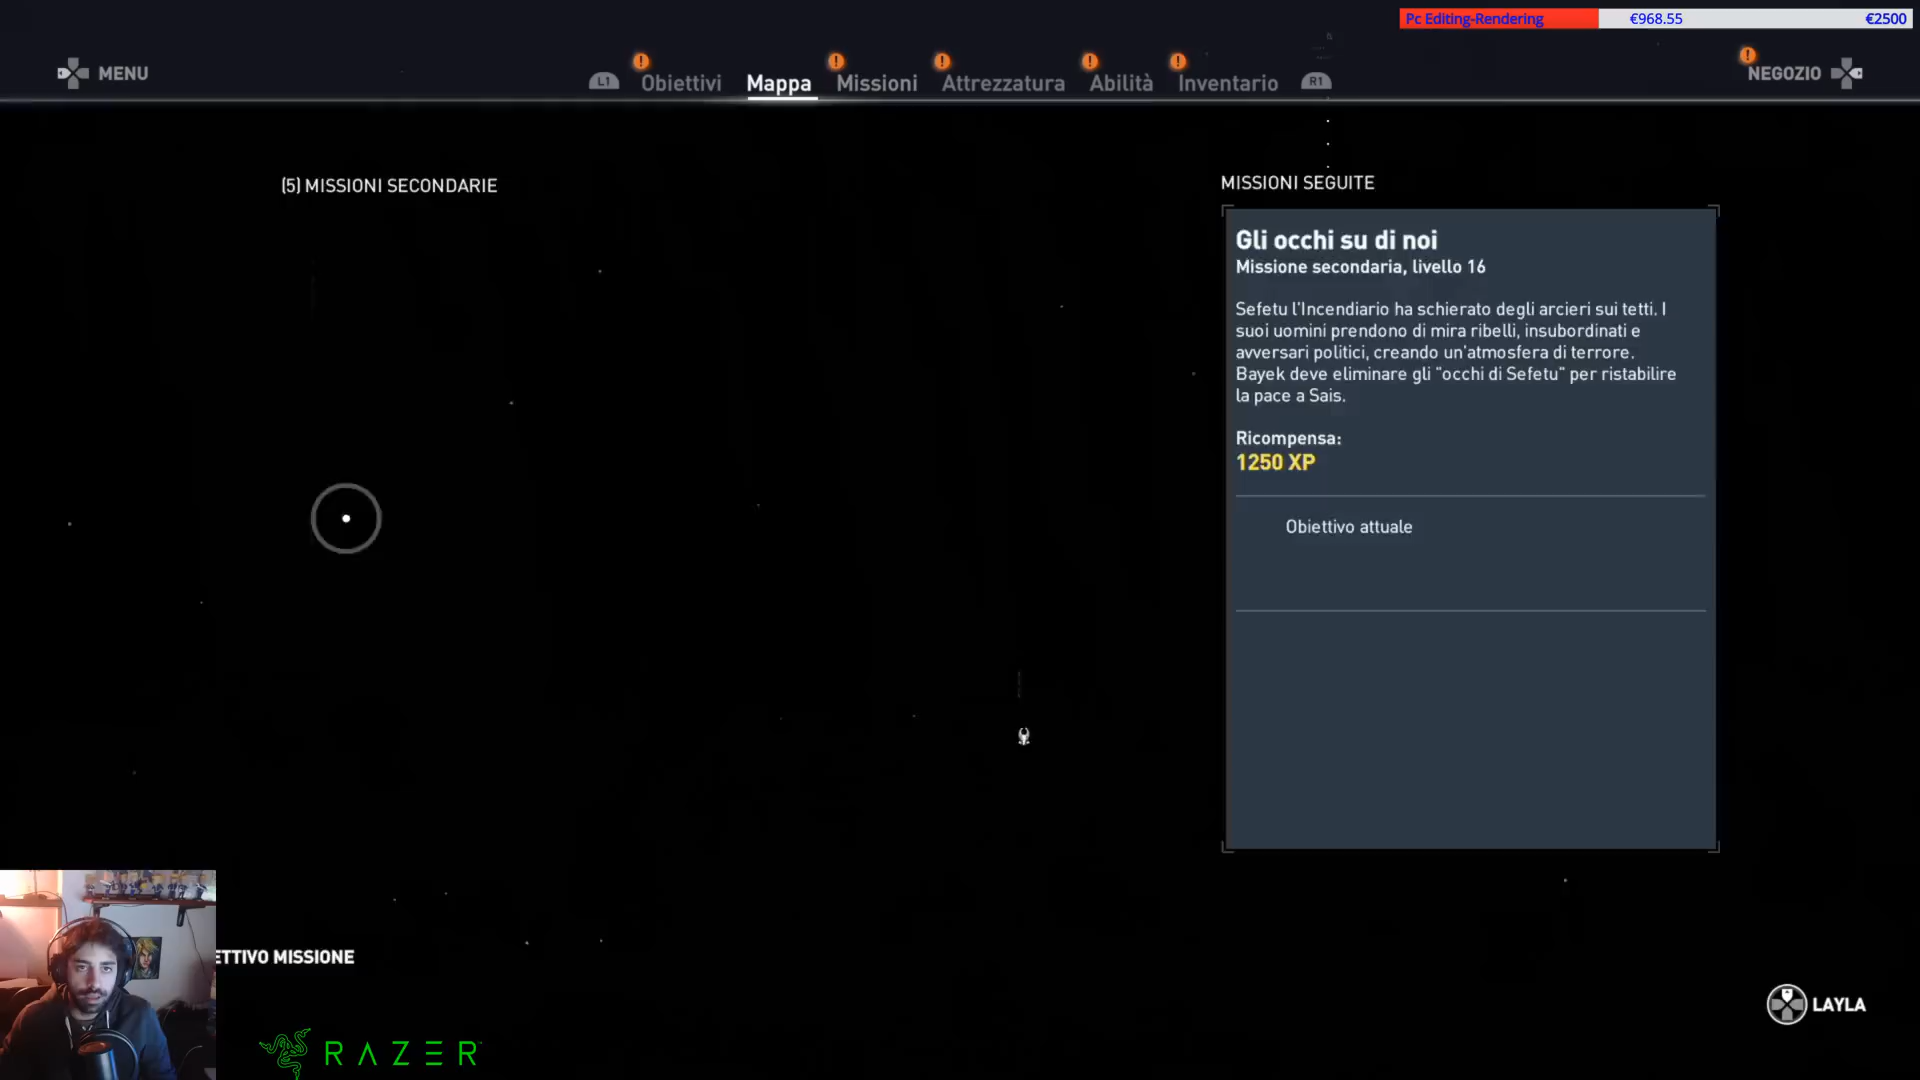 Pc Editing-Rendering €968.55 €2500
MENU
L1 Obiettivi Mappa Missioni Attrezzatura Abilità Inventario R1
NEGOZIO
(5) MISSIONI SECONDARIE
MISSIONI SEGUITE
Gli occhi su di noi
Missione secondaria, livello 16
Sefetu l'Incendiario ha schierato degli arcieri sui tetti. I
suoi uomini prendono di mira ribelli, insubordinati e
avversari politici, creando un'atmosfera di terrore.
Bayek deve eliminare gli "occhi di Sefetu" per ristabilire
la pace a Sais.
Ricompensa:
1250 XP
Obiettivo attuale
ETTIVO MISSIONE
LAYLA
RAZER